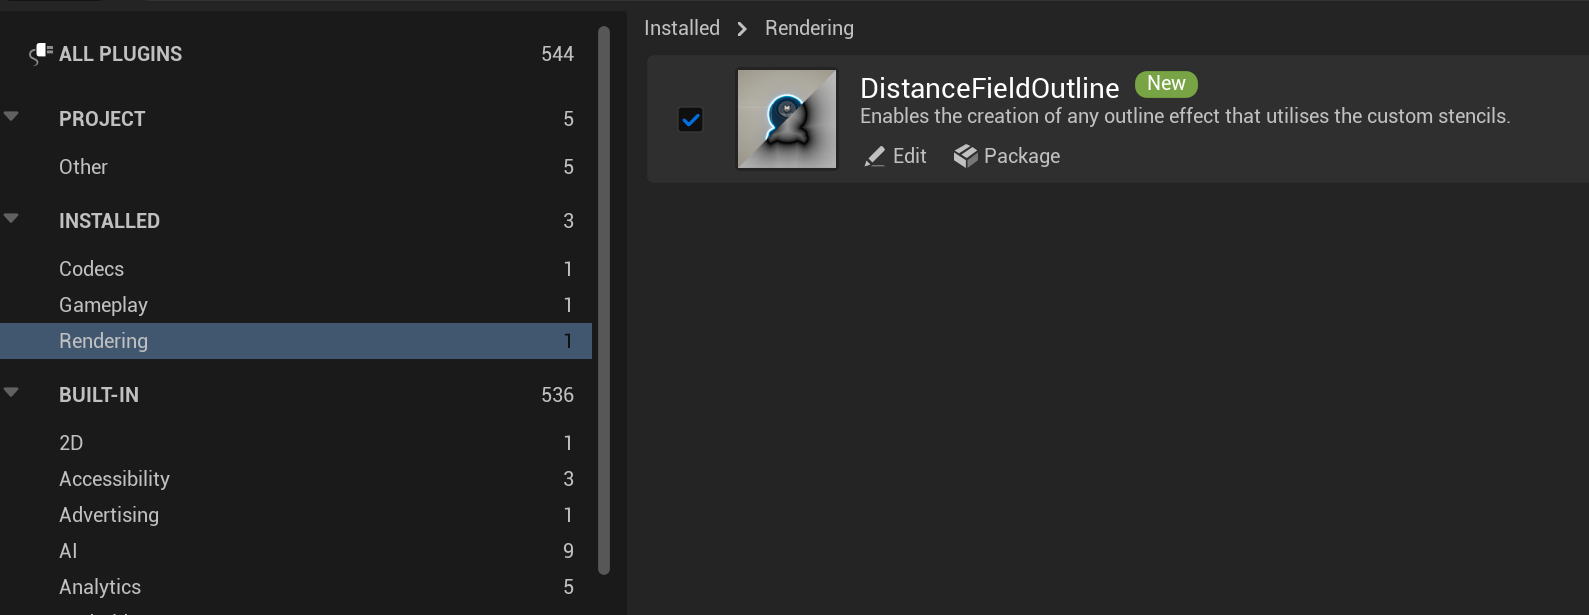 ALL PLUGINS 544
PROJECT 5
Other 5
INSTALLED 3
Codecs 1
Gameplay 1
Rendering 1
BUILT-IN 536
2D 1
Accessibility 3
Advertising 1
AI 9
Analytics 5
Installed > Rendering
DistanceFieldOutline New
Enables the creation of any outline effect that utilises the custom stencils.
Edit Package